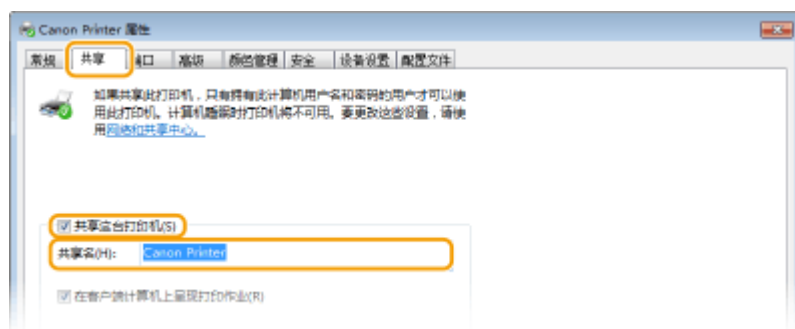 Canon Printer 属性
常规 共享 端口 高级 颜色管理 安全 设备设置 配置文件
如果共享此打印机，只有拥有此计算机用户名和密码的用户才可以使
用此打印机。计算机睡眠时打印机将不可用。要更改这些设置，请使
用网络和共享中心。
共享这台打印机(S)
共享名(H): Canon Printer
在客户端计算机上呈现打印作业(R)